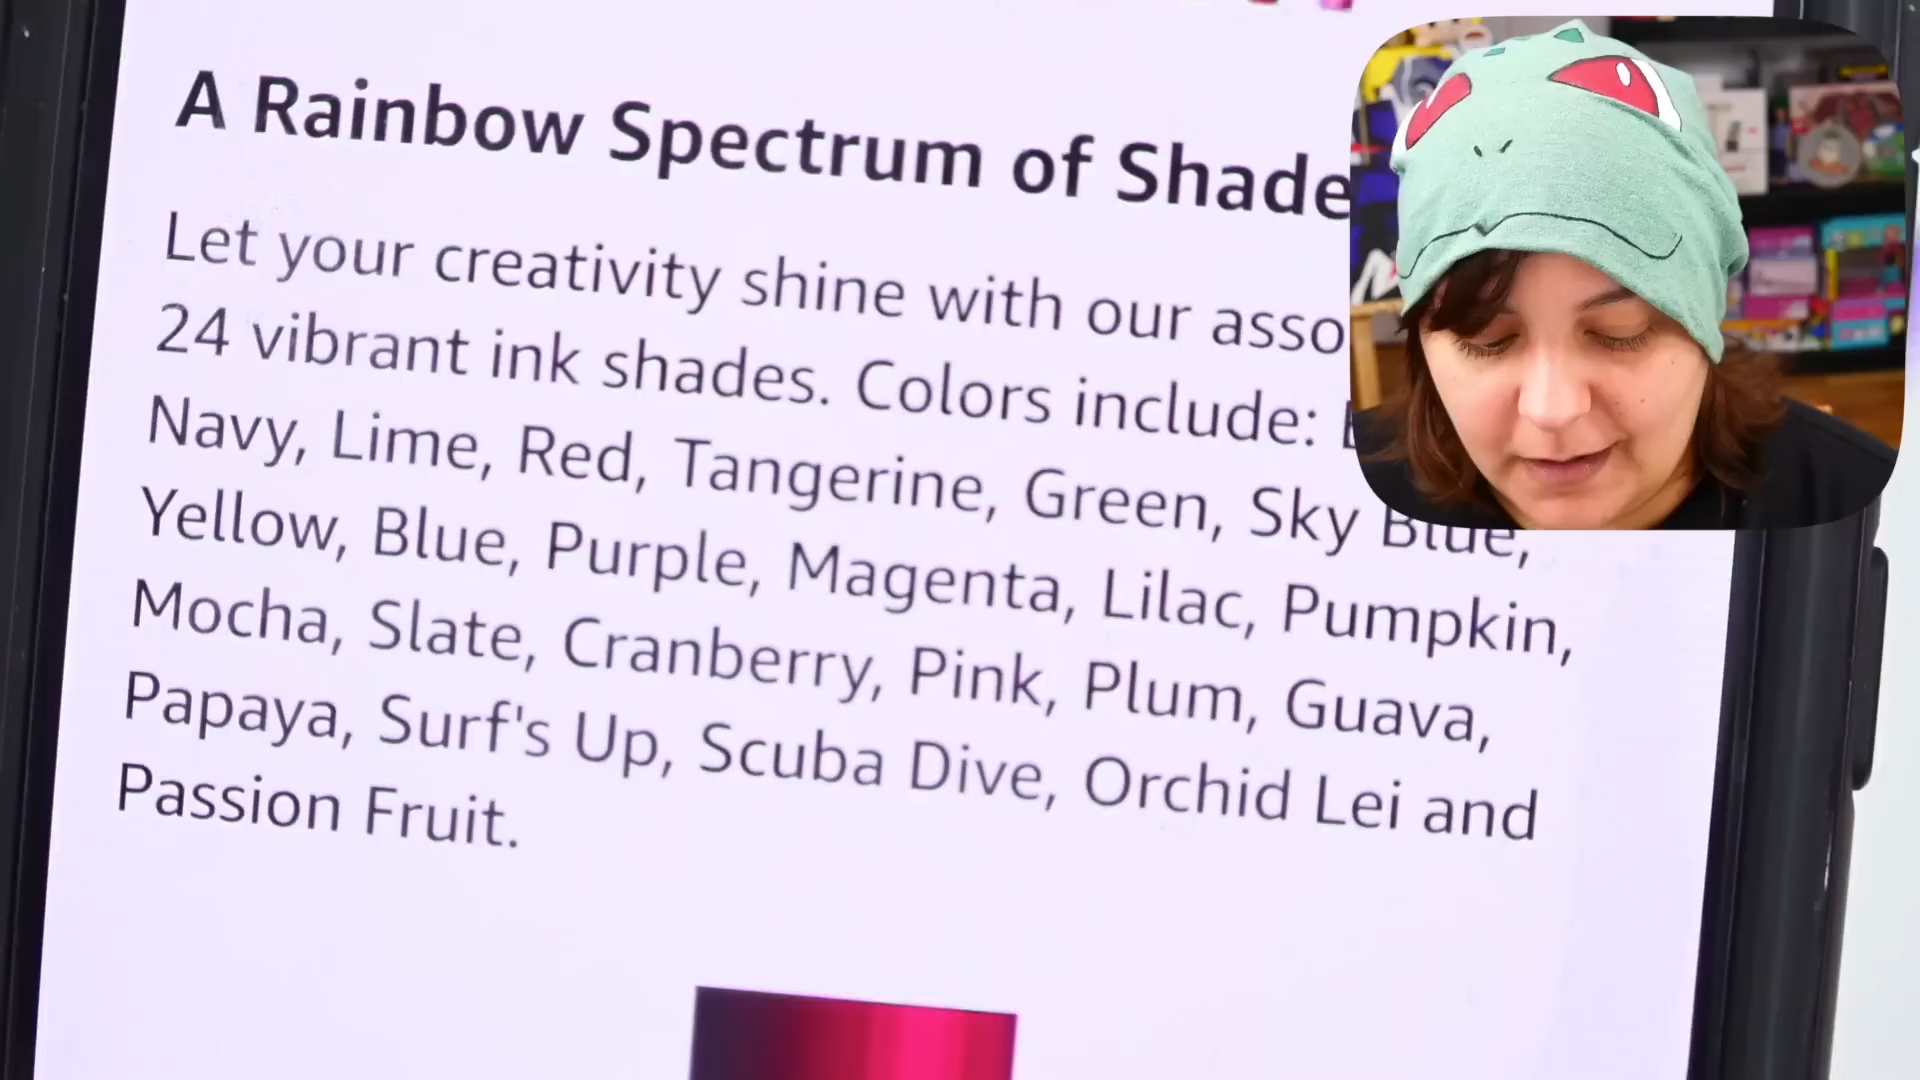 A Rainbow Spectrum of Shade
Let your creativity shine with our asso
24 vibrant ink shades. Colors include:
Navy, Lime, Red, Tangerine, Green, Sky Blue,
Yellow, Blue, Purple, Magenta, Lilac, Pumpkin,
Mocha, Slate, Cranberry, Pink, Plum, Guava,
Papaya, Surf's Up, Scuba Dive, Orchid Lei and
Passion Fruit.